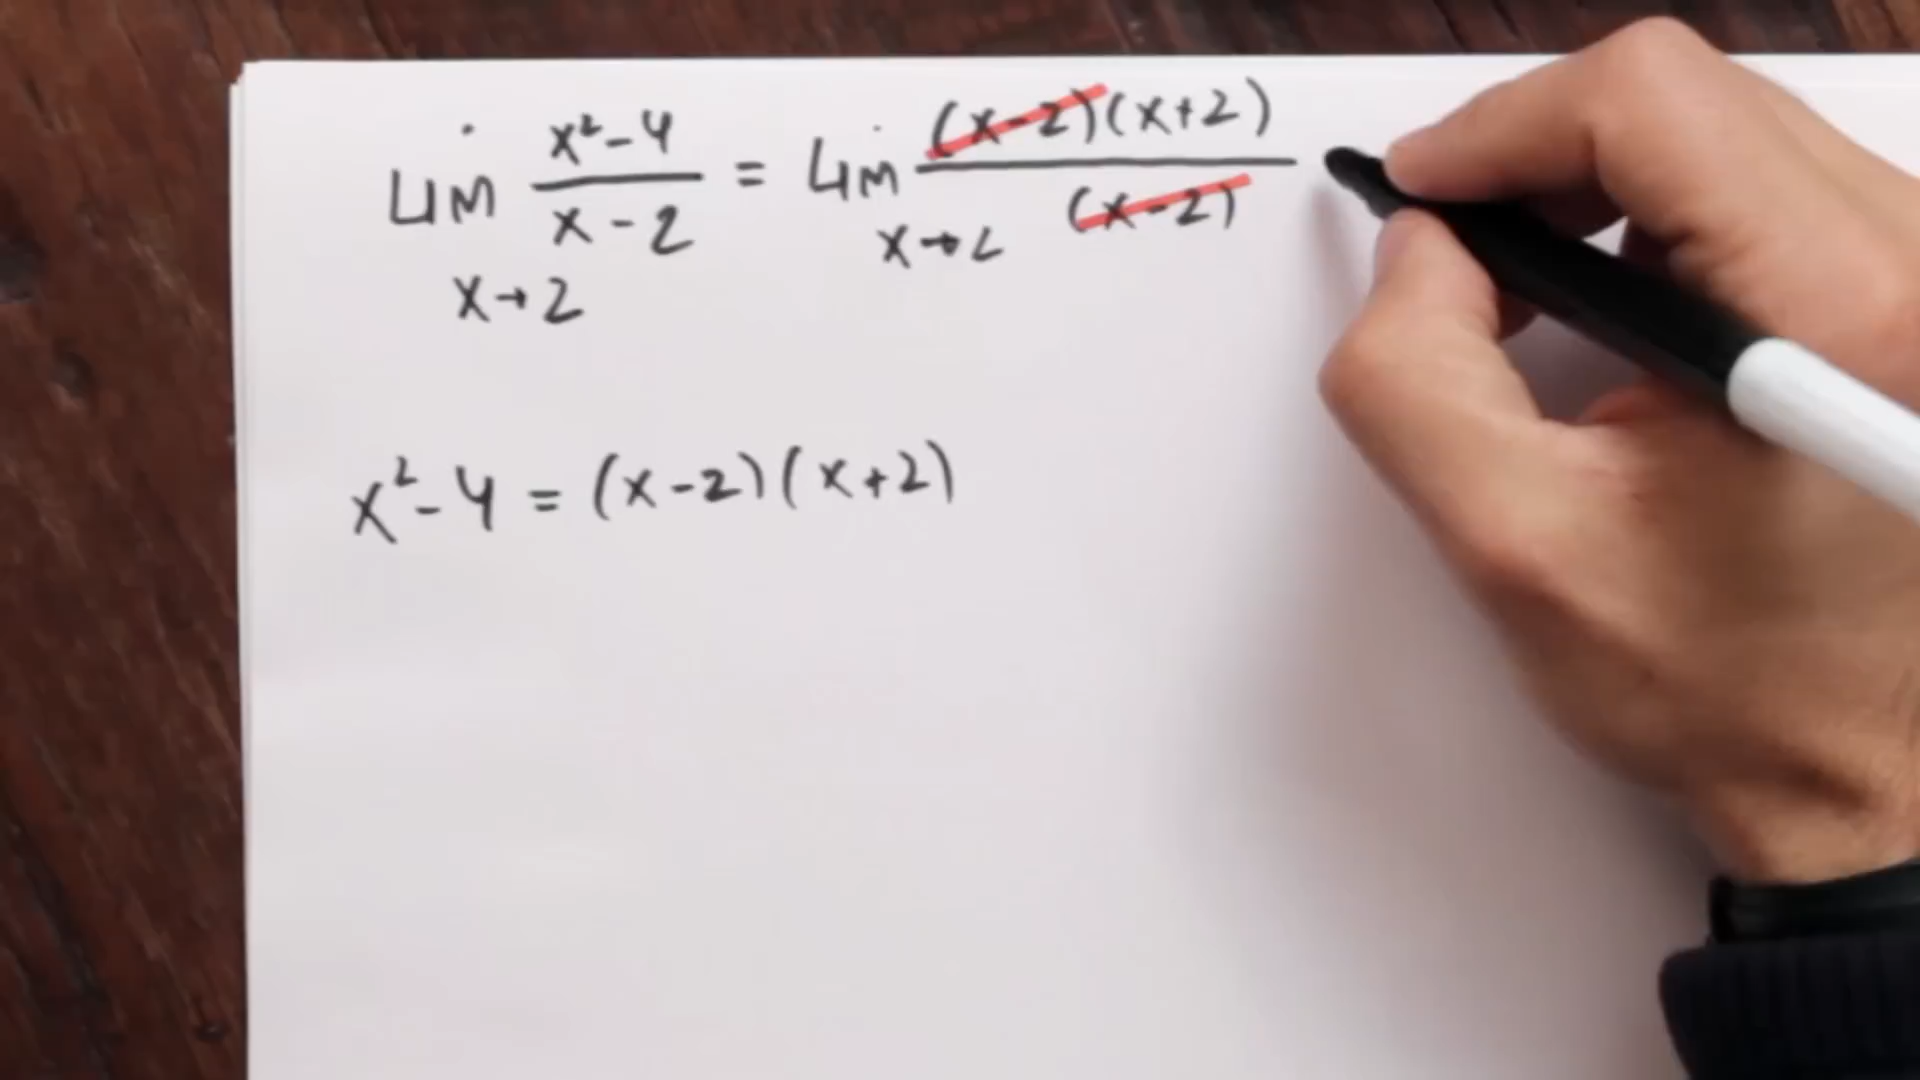 Lim x²-4 / x-2 = Lim (x-2)(x+2) / (x-2)
x→2 x→2
x²-4 = (x-2)(x+2)